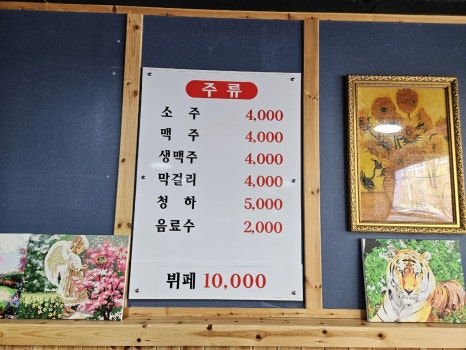 주류
소주 4,000
맥주 4,000
생맥주 4,000
막걸리 4,000
청하 5,000
음료수 2,000
뷔페 10,000